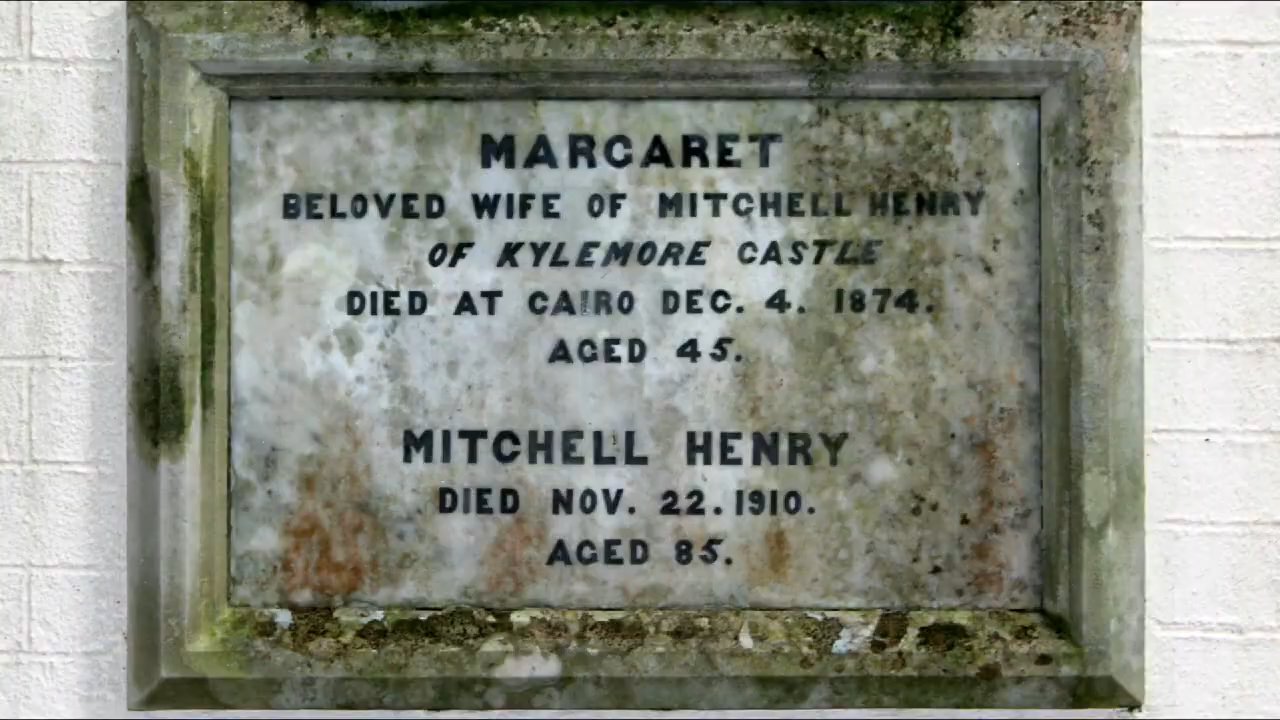 MARGARET
BELOVED WIFE OF MITCHELL HENRY
OF KYLEMORE CASTLE
DIED AT CAIRO DEC. 4. 1874.
AGED 45.
MITCHELL HENRY
DIED NOV. 22. 1910.
AGED 85.